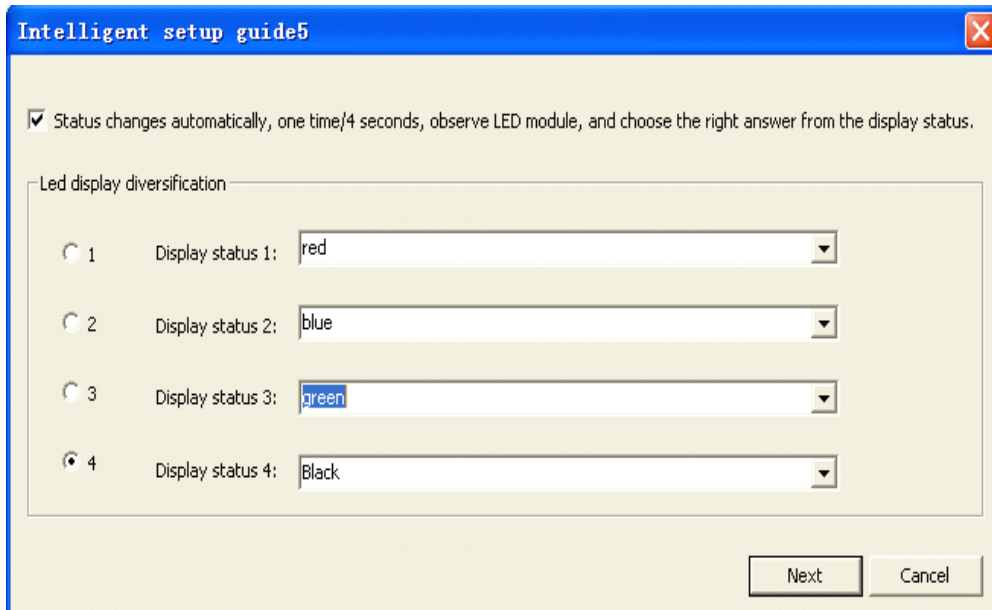 Intelligent setup guide5
Status changes automatically, one time/4 seconds, observe LED module, and choose the right answer from the display status.
Led display diversification
1 Display status 1: red
2 Display status 2: blue
3 Display status 3: green
4 Display status 4: Black
Next Cancel